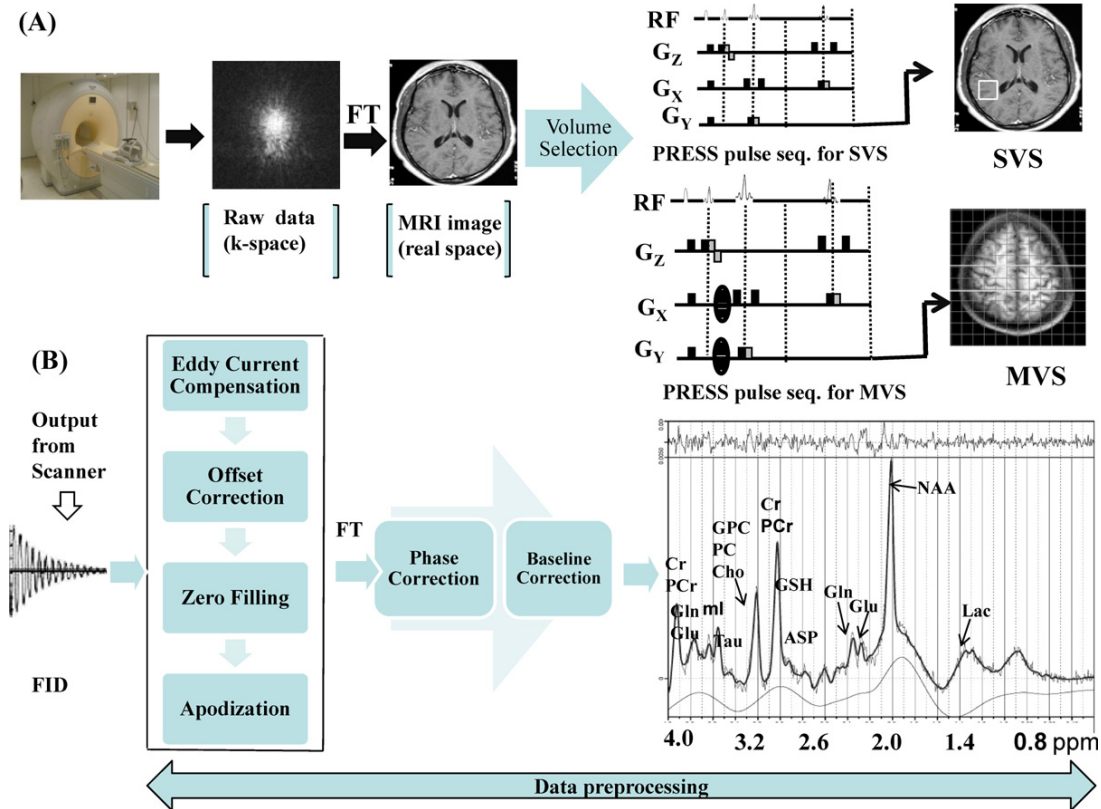 (A)
FT
Raw data
(k-space)
MRI image
(real space)
Volume
Selection
RF
GZ
GX
GY
PRESS pulse seq. for SVS
SVS
RF
GZ
GX
GY
PRESS pulse seq. for MVS
MVS
(B)
Output
from
Scanner
FID
Eddy Current
Compensation
Offset
Correction
Zero Filling
Apodization
FT
Phase
Correction
Baseline
Correction
Cr
PCr
Gln
Glu
mI
Tau
GPC
PC
Cho
Cr
PCr
GSH
ASP
Gln
Glu
NAA
Lac
4.0 3.2 2.6 2.0 1.4 0.8 ppm
Data preprocessing